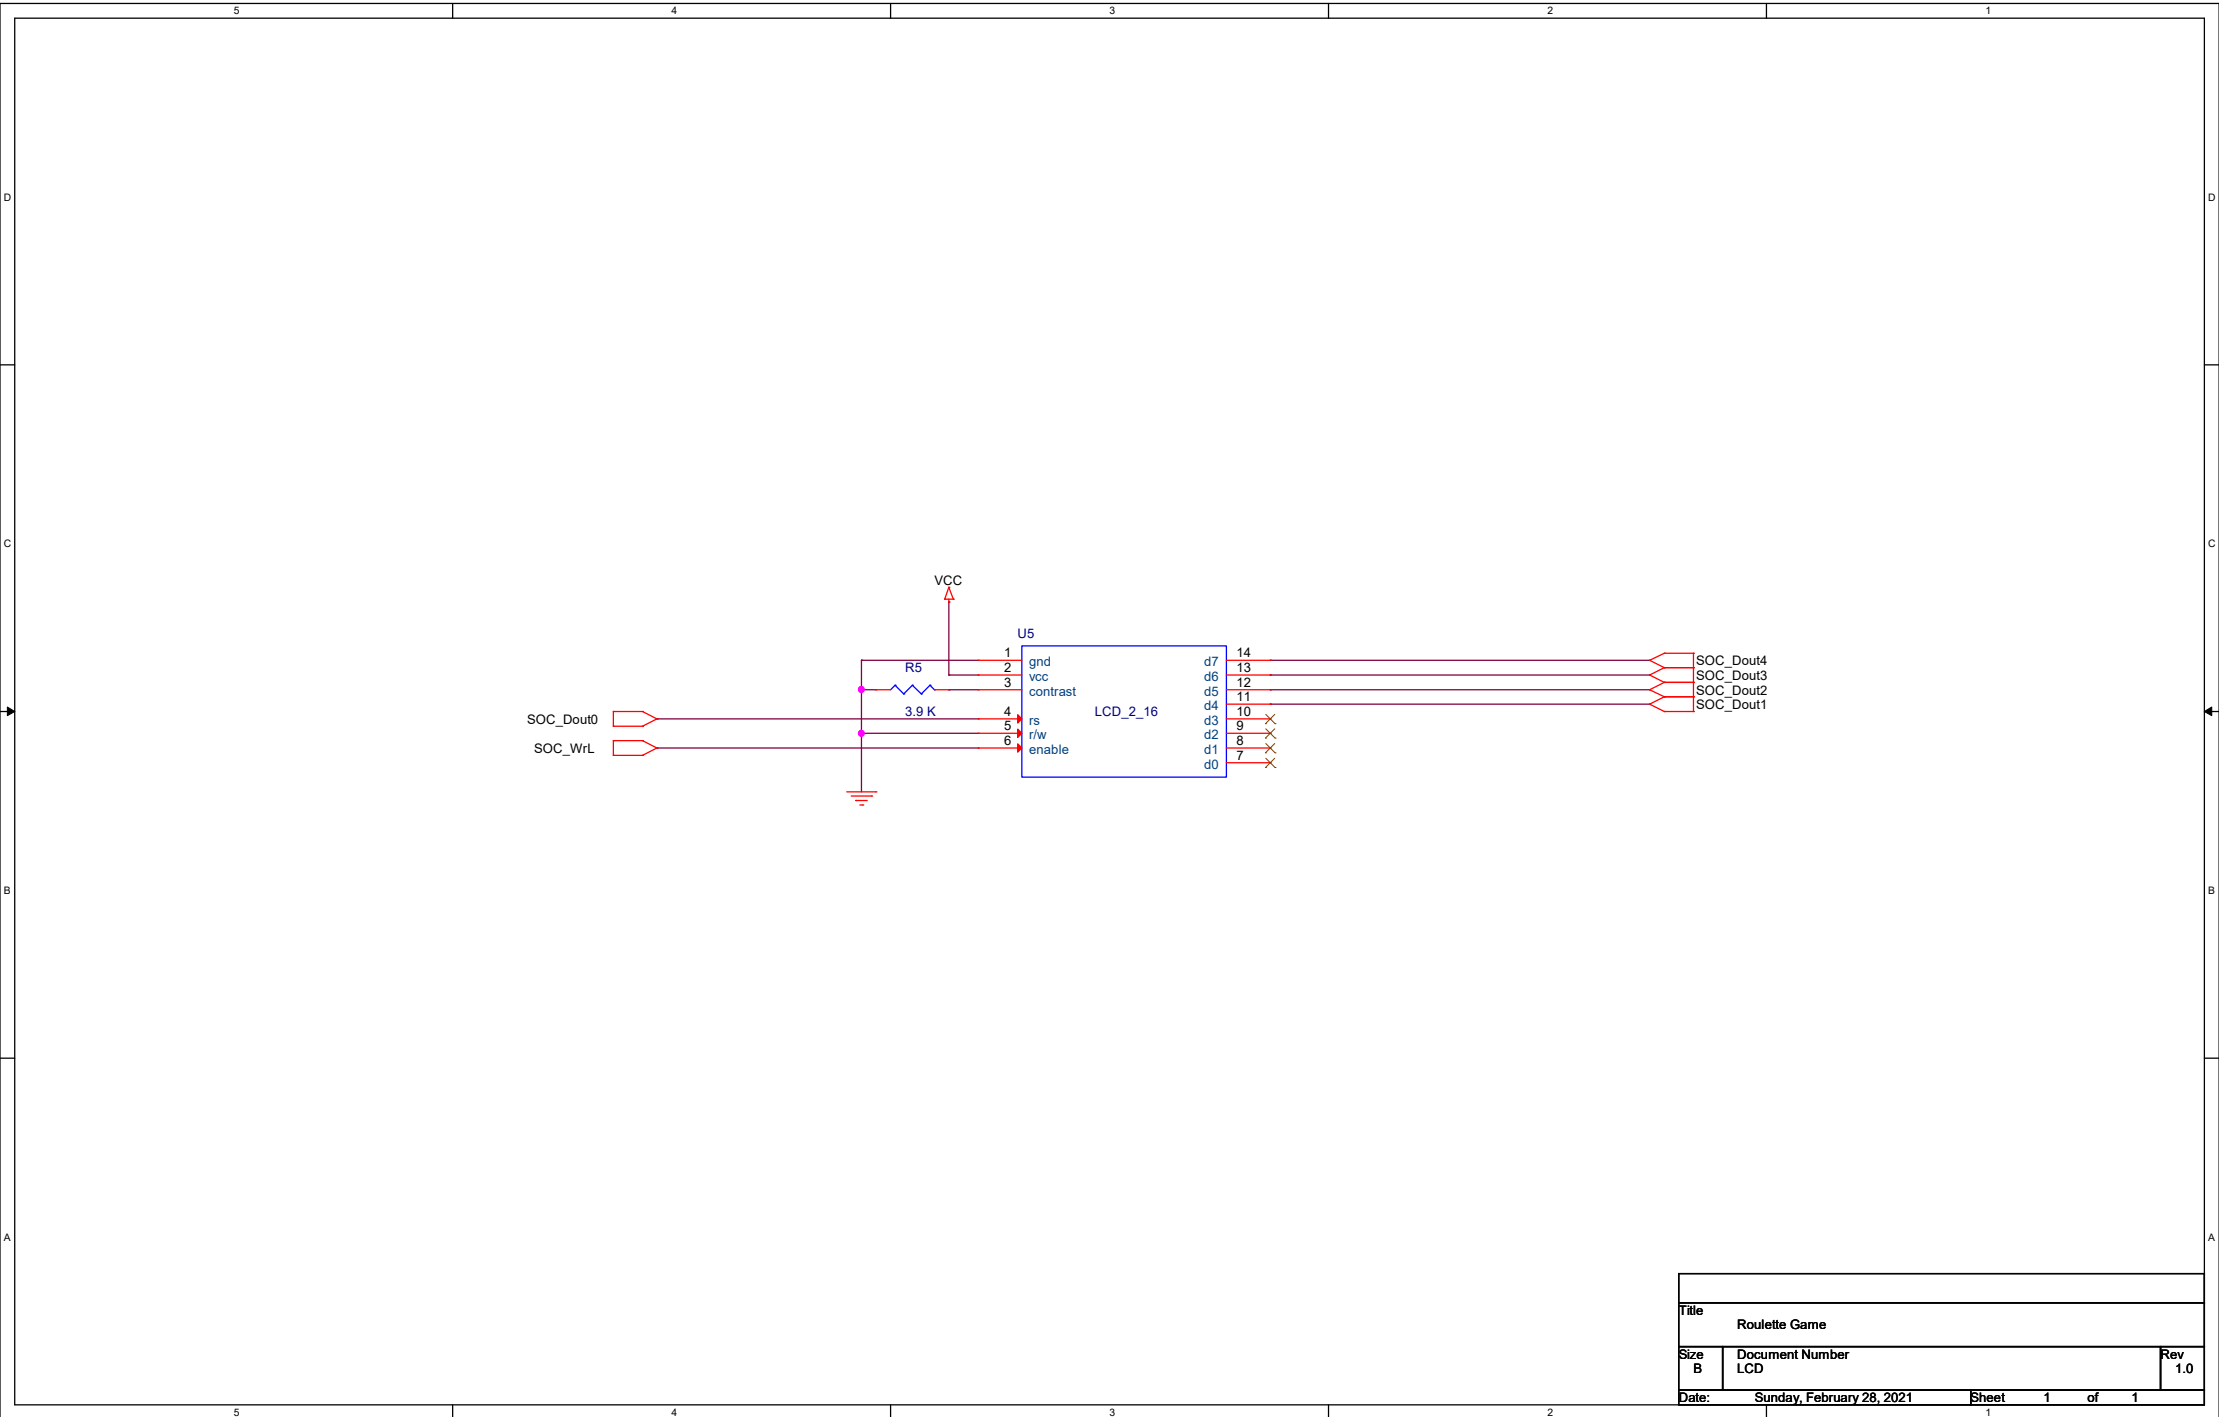 5 4 3 2 1
D D
C C
B B
A A
VCC
U5
R5
3.9 K
1 gnd
2 vcc
3 contrast
4 rs
5 r/w
6 enable
LCD_2_16
d7 14
d6 13
d5 12
d4 11
d3 10
d2 9
d1 8
d0 7
SOC_Dout4
SOC_Dout3
SOC_Dout2
SOC_Dout1
SOC_Dout0
SOC_WrL
Title
Roulette Game
Size Document Number Rev
B LCD 1.0
Date: Sunday, February 28, 2021 Sheet 1 of 1
5 4 3 2 1